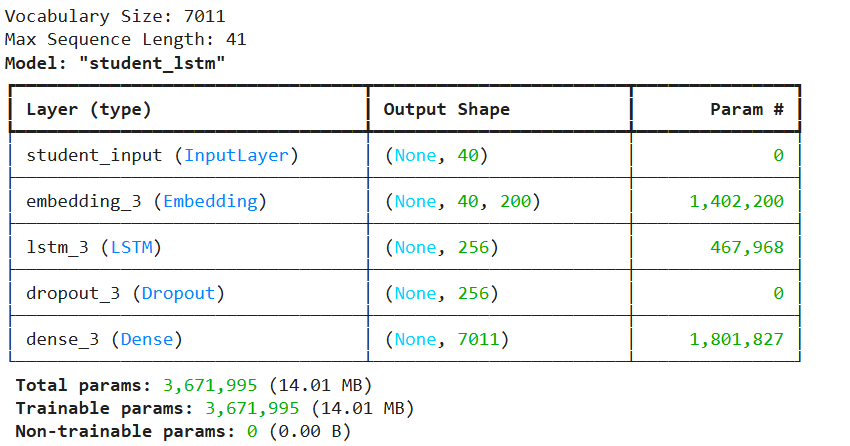 Vocabulary Size: 7011
Max Sequence Length: 41
Model: "student_lstm"
Layer (type) Output Shape Param #
student_input (InputLayer) (None, 40) 0
embedding_3 (Embedding) (None, 40, 200) 1,402,200
lstm_3 (LSTM) (None, 256) 467,968
dropout_3 (Dropout) (None, 256) 0
dense_3 (Dense) (None, 7011) 1,801,827
Total params: 3,671,995 (14.01 MB)
Trainable params: 3,671,995 (14.01 MB)
Non-trainable params: 0 (0.00 B)